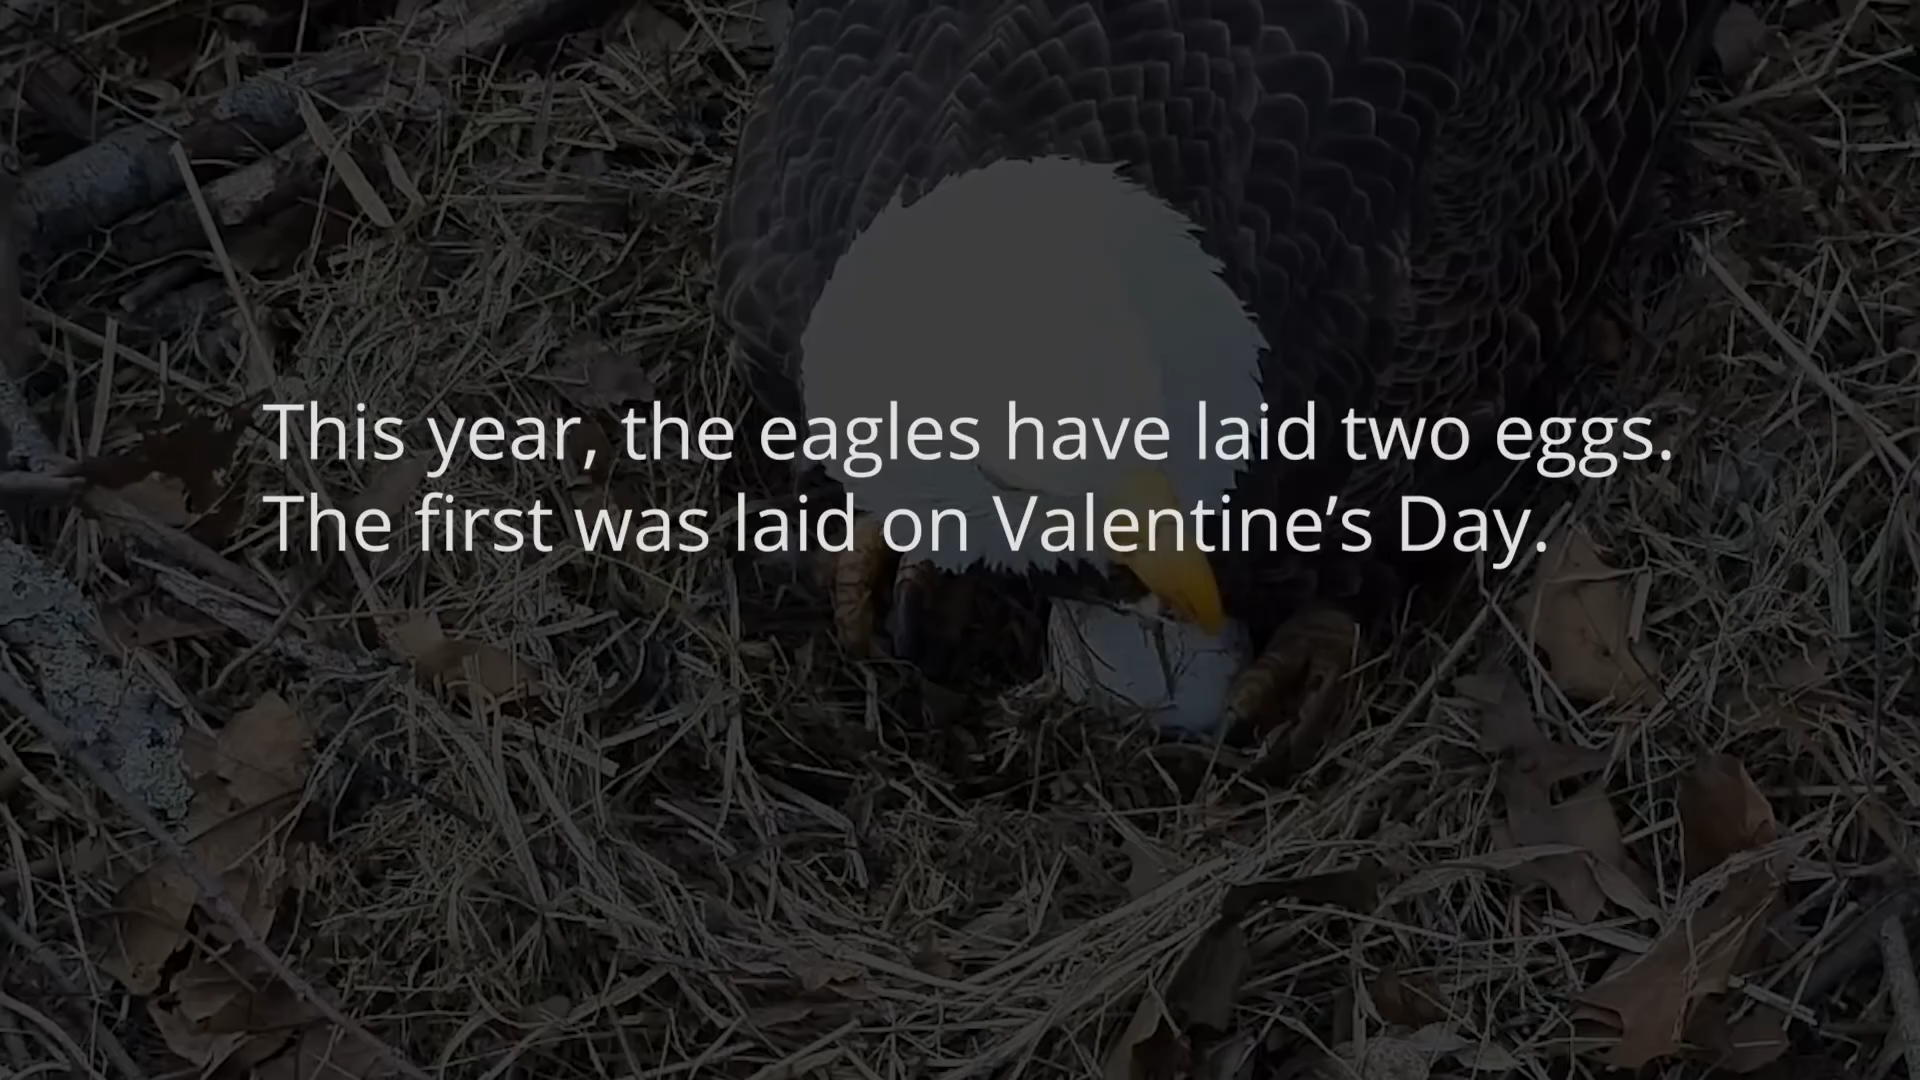 This year, the eagles have laid two eggs.
The first was laid on Valentine’s Day.